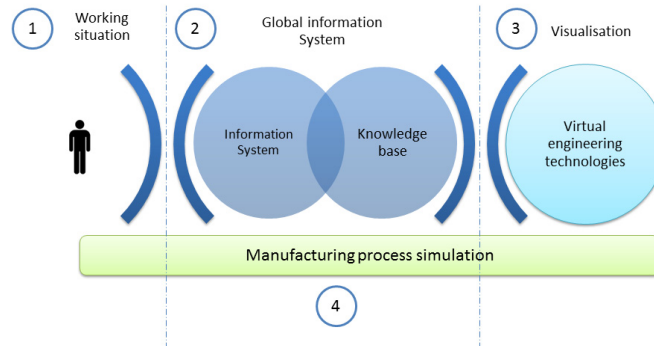 1
Working
situation
2
Global information
System
3
Visualisation
Information
System
Knowledge
base
Virtual
engineering
technologies
Manufacturing process simulation
4